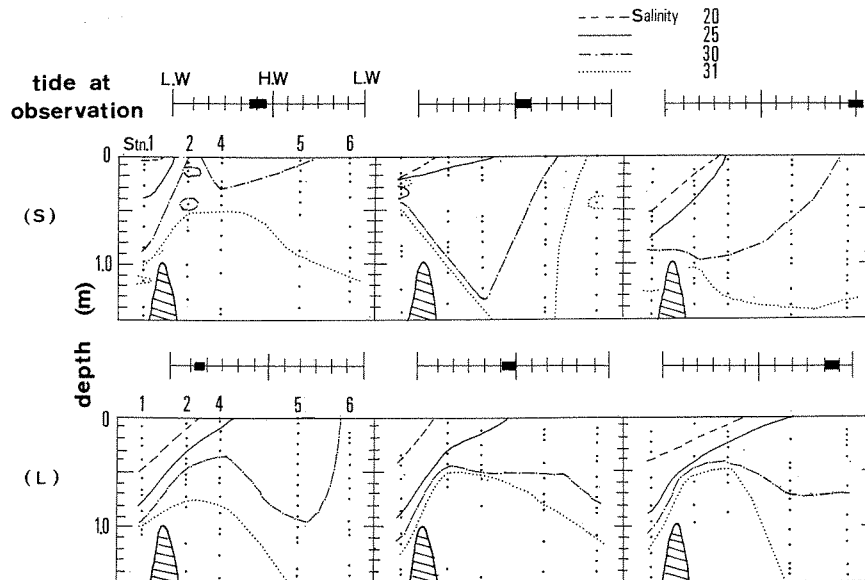 Salinity 20
25
30
31
tide at
observation
L.W H.W L.W
Stn.1 2 4 5 6
0
(S)
1.0
depth (m)
1 2 4 5 6
0
(L)
1.0